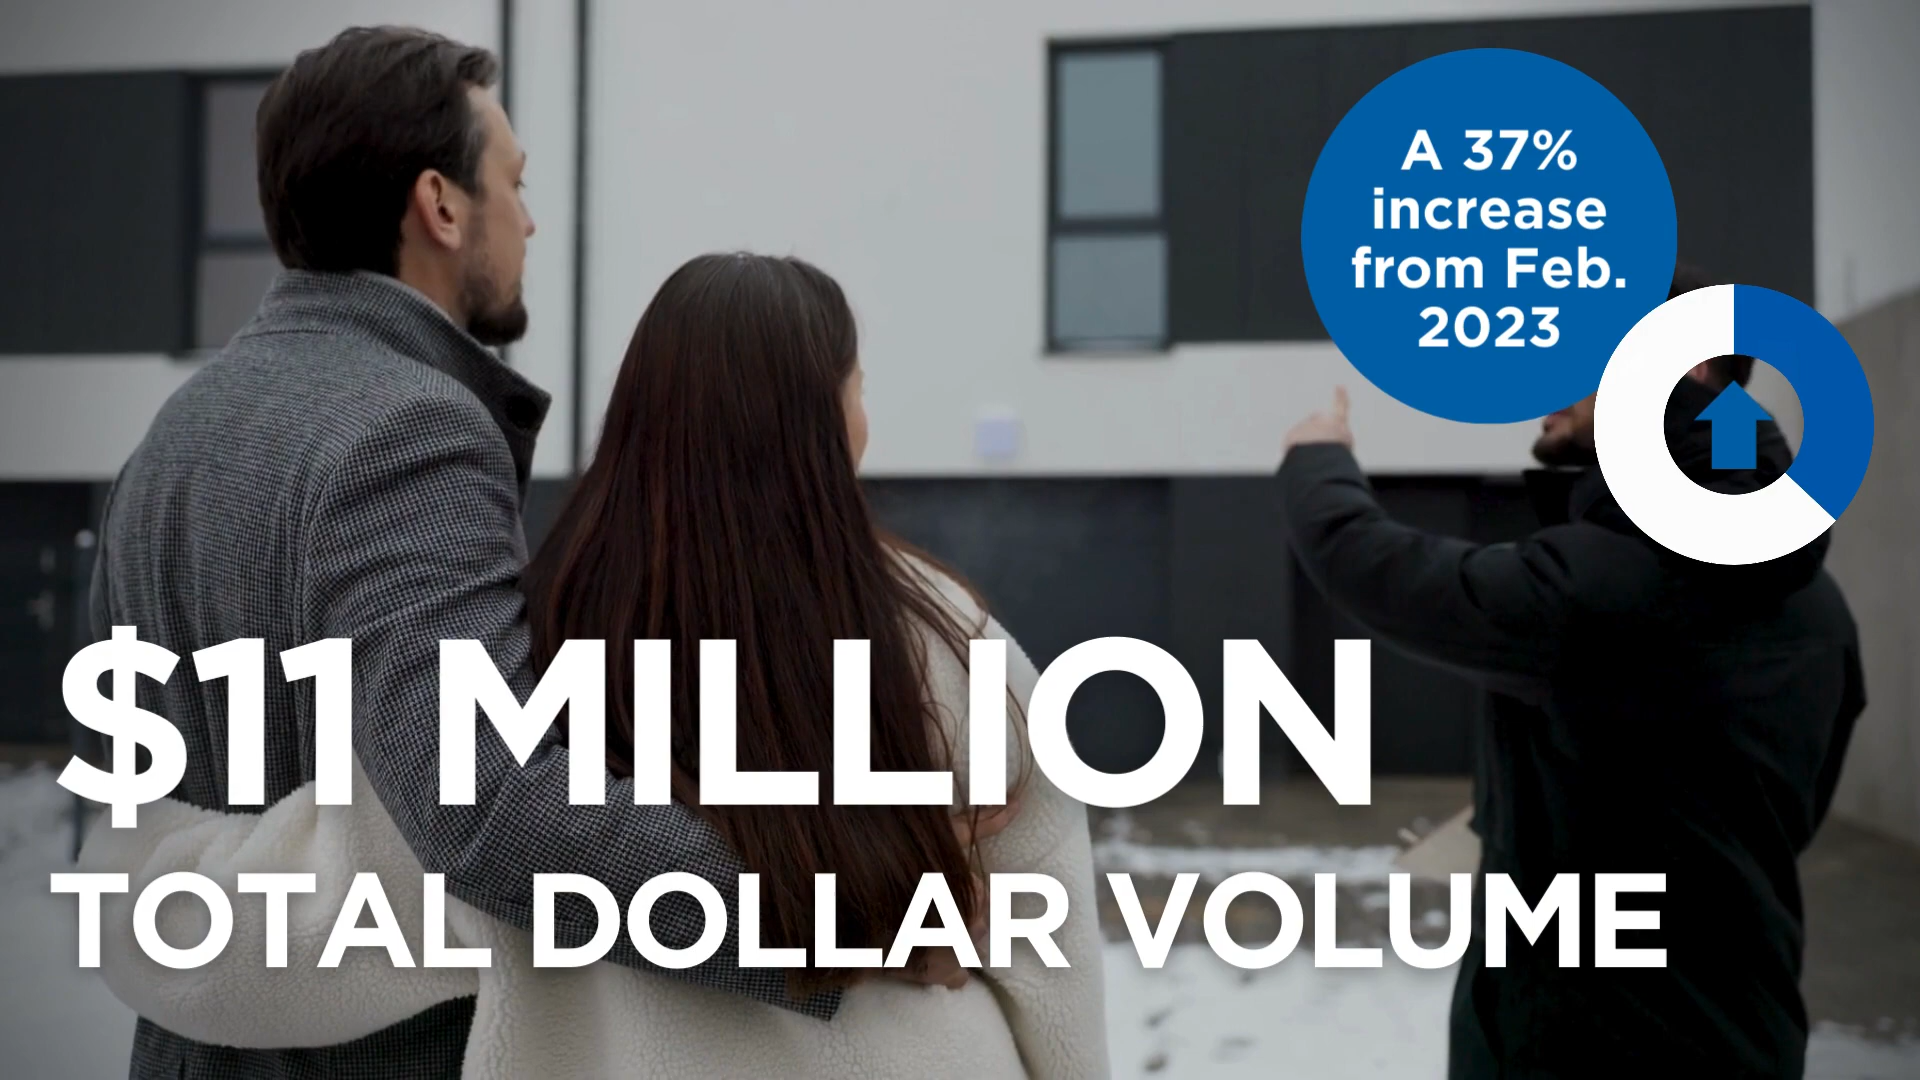 A 37%
increase
from Feb.
2023
$11 MILLION
TOTAL DOLLAR VOLUME